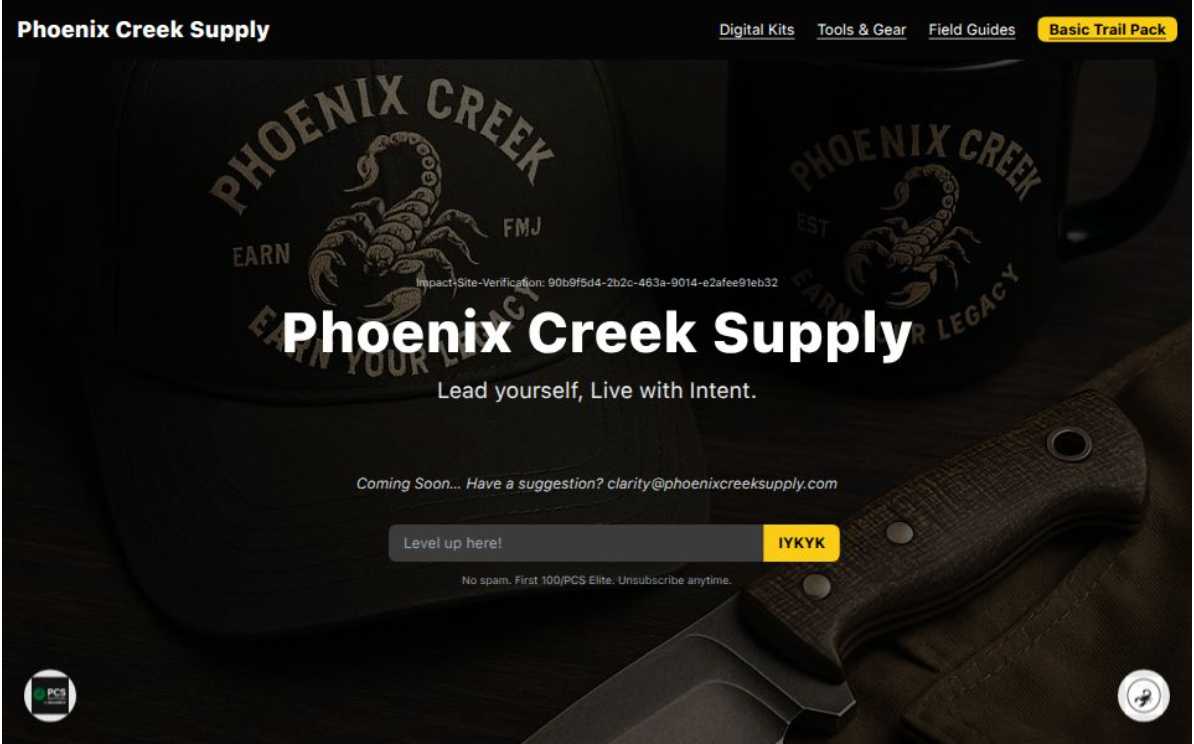 Phoenix Creek Supply
Digital Kits
Tools & Gear
Field Guides
Basic Trail Pack
PHOENIX CREEK
EARN
FMJ
EARN YOUR LEGACY
PHOENIX CREEK
EST
EARN YOUR LEGACY
Impact-Site-Verification: 90b9f5d4-2b2c-463a-9014-e2afee91eb32
Phoenix Creek Supply
Lead yourself, Live with Intent.
Coming Soon... Have a suggestion? clarity@phoenixcreeksupply.com
Level up here!
IYKYK
No spam. First 100/PCS Elite. Unsubscribe anytime.
PCS